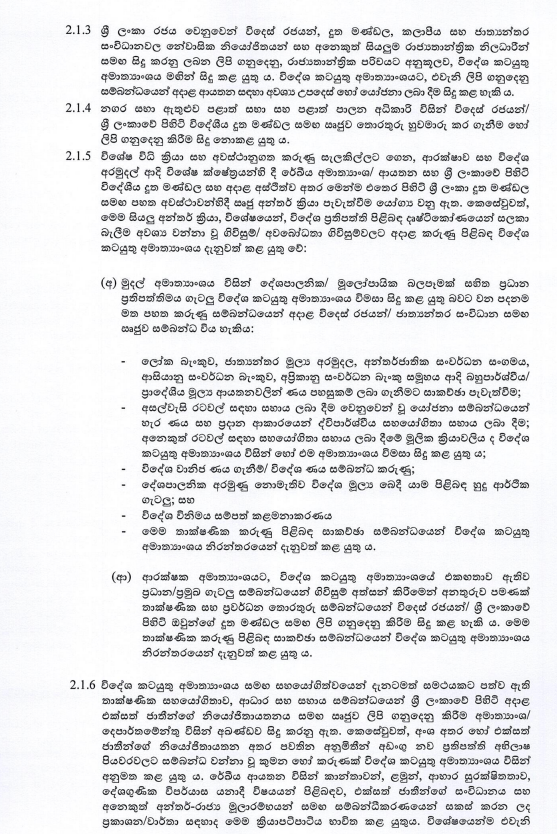 2.1.3 ශ්‍රී ලංකා රජය වෙනුවෙන් විදෙස් රජයන්, දූත මණ්ඩල, කලාපීය සහ ජාත්‍යන්තර
සංවිධානවල නේවාසික නියෝජිතයන් සහ අනෙකුත් සියලුම රාජ්‍යතාන්ත්‍රික නිලධාරීන්
සමඟ සිදු කරනු ලබන ලිපි ගනුදෙනු, රාජ්‍යතාන්ත්‍රික පරිචයට අනුකූලව, විදේශ කටයුතු
අමාත්‍යාංශය මඟින් සිදු කළ යුතු ය. විදේශ කටයුතු අමාත්‍යාංශයට, එවැනි ලිපි ගනුදෙනු
සම්බන්ධයෙන් අදාළ ආයතන සඳහා අවශ්‍ය උපදෙස් හෝ යෝජනා ලබා දීම සිදු කළ හැකි ය.
2.1.4 නගර සභා ඇතුළුව පළාත් සභා සහ පළාත් පාලන අධිකාරි විසින් විදෙස් රජයන්/
ශ්‍රී ලංකාවේ පිහිටි විදේශීය දූත මණ්ඩල සමඟ සෘජුව තොරතුරු හුවමාරු කර ගැනීම හෝ
ලිපි ගනුදෙනු කිරීම සිදු නොකළ යුතු ය.
2.1.5 විශේෂ විධි ක්‍රියා සහ අවස්ථානුගත කරුණු සැලකිල්ලට ගෙන, ආරක්ෂාව සහ විදේශ
අරමුදල් ආදි විශේෂ ක්ෂේත්‍රයන්හි දී රේඛීය අමාත්‍යාංශ/ ආයතන සහ ශ්‍රී ලංකාවේ පිහිටි
විදේශීය දූත මණ්ඩල සහ අදාළ අස්ථිත්ව අතර මෙන්ම එතෙර පිහිටි ශ්‍රී ලංකා දූත මණ්ඩල
සමඟ පහත අවස්ථාවන්හිදී සෘජු අන්තර් ක්‍රියා පැවැත්වීම යෝග්‍ය වනු ඇත. කෙසේවුවත්,
මෙම සියලු අන්තර් ක්‍රියා, විශේෂයෙන්, විදේශ ප්‍රතිපත්ති පිළිබඳ දෘෂ්ටිකෝණයෙන් සලකා
බැලීම අවශ්‍ය වන්නා වූ ගිවිසුම්/ අවබෝධතා ගිවිසුම්වලට අදාළ කරුණු පිළිබඳ විදේශ
කටයුතු අමාත්‍යාංශය දැනුවත් කළ යුතු වේ:
(අ) මුදල් අමාත්‍යාංශය විසින් දේශපාලනික/ මූලෝපායික බලපෑමක් සහිත ප්‍රධාන
ප්‍රතිපත්තිමය ගැටලු විදේශ කටයුතු අමාත්‍යාංශය විමසා සිදු කළ යුතු බවට වන පදනම
මත පහත කරුණු සම්බන්ධයෙන් අදාළ විදෙස් රජයන්/ ජාත්‍යන්තර සංවිධාන සමඟ
සෘජුව සම්බන්ධ විය හැකිය:
- ලෝක බැංකුව, ජාත්‍යන්තර මූල්‍ය අරමුදල, අන්තර්ජාතික සංවර්ධන සංගමය,
ආසියානු සංවර්ධන බැංකුව, අප්‍රිකානු සංවර්ධන බැංකු සමූහය ආදි බහුපාර්ශ්වීය/
ප්‍රාදේශීය මූල්‍ය ආයතනවලින් ණය පහසුකම් ලබා ගැනීමට සාකච්ඡා පැවැත්වීම;
- අසල්වැසි රටවල් සඳහා සහාය ලබා දීම වෙනුවෙන් වූ යෝජනා සම්බන්ධයෙන්
හැර ණය සහ ප්‍රදාන ආකාරයෙන් ද්විපාර්ශ්වීය සහයෝගිතා සහාය ලබා දීම;
අනෙකුත් රටවල් සඳහා සහයෝගිතා සහාය ලබා දීමේ මූලික ක්‍රියාවලිය ද විදේශ
කටයුතු අමාත්‍යාංශය විසින් හෝ එම අමාත්‍යාංශය විමසා සිදු කළ යුතු ය;
- විදේශ වානිජ ණය ගැනීම්/ විදේශ ණය සම්බන්ධ කරුණු;
- දේශපාලනික අරමුණු නොමැතිව විදේශ මූල්‍ය බෙදී යාම පිළිබඳ හුදු ආර්ථික
ගැටලු; සහ
- විදේශ විනිමය සම්පත් කළමනාකරණය
- මෙම තාක්ෂණික කරුණු පිළිබඳ සාකච්ඡා සම්බන්ධයෙන් විදේශ කටයුතු
අමාත්‍යාංශය නිරන්තරයෙන් දැනුවත් කළ යුතු ය.
(ආ) ආරක්ෂක අමාත්‍යාංශයට, විදේශ කටයුතු අමාත්‍යාංශයේ එකඟතාව ඇතිව
ප්‍රධාන/ප්‍රමුඛ ගැටලු සම්බන්ධයෙන් ගිවිසුම් අත්සන් කිරීමෙන් අනතුරුව පමණක්
තාක්ෂණික සහ ප්‍රවර්ධන තොරතුරු සම්බන්ධයෙන් විදෙස් රජයන්/ ශ්‍රී ලංකාවේ
පිහිටි ඔවුන්ගේ දූත මණ්ඩල සමඟ ලිපි ගනුදෙනු කිරීම සිදු කළ හැකි ය. මෙම
තාක්ෂණික කරුණු පිළිබඳ සාකච්ඡා සම්බන්ධයෙන් විදේශ කටයුතු අමාත්‍යාංශය
නිරන්තරයෙන් දැනුවත් කළ යුතු ය.
2.1.6 විදේශ කටයුතු අමාත්‍යාංශය සමඟ සහයෝගිත්වයෙන් දැනටමත් සමථයකට පත්ව ඇති
තාක්ෂණික සහයෝගිතාව, ආධාර සහ සහාය සම්බන්ධයෙන් ශ්‍රී ලංකාවේ පිහිටි අදාළ
එක්සත් ජාතීන්ගේ නියෝජිතායතනය සමඟ සෘජුව ලිපි ගනුදෙනු කිරීම අමාත්‍යාංශ/
දෙපාර්තමේන්තු විසින් අඛණ්ඩව සිදු කරනු ඇත. කෙසේවුවත්, අංශ අතර හෝ එක්සත්
ජාතීන්ගේ නියෝජිතායතන අතර පවතින අනුමිතීන් අඩංගු නව ප්‍රතිපත්ති අභිලාෂ
පියවරවලට සම්බන්ධ වන්නා වූ කුමන හෝ කරුණක් විදේශ කටයුතු අමාත්‍යාංශය විසින්
අනුමත කළ යුතු ය. රේඛීය ආයතන විසින් කාන්තාවන්, ළමුන්, ආහාර සුරක්ෂිතතාව,
දේශගුණික විපර්යාස යනාදී විෂයයන් පිළිබඳව, එක්සත් ජාතීන්ගේ සංවිධානය සහ
අනෙකුත් අන්තර්-රාජ්‍ය මූලාරම්භයන් සමඟ සම්බන්ධීකරණයෙන් සකස් කරන ලද
ප්‍රකාශන/වාර්තා සඳහාද මෙම ක්‍රියාපටිපාටිය භාවිත කළ යුතුය. විශේෂයෙන්ම එවැනි